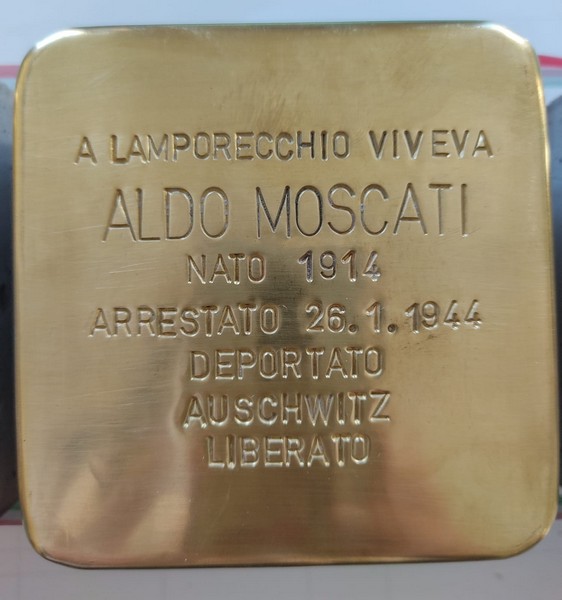 A LAMPORECCHIO VIVEVA
ALDO MOSCATI
NATO 1914
ARRESTATO 26.1.1944
DEPORTATO
AUSCHWITZ
LIBERATO